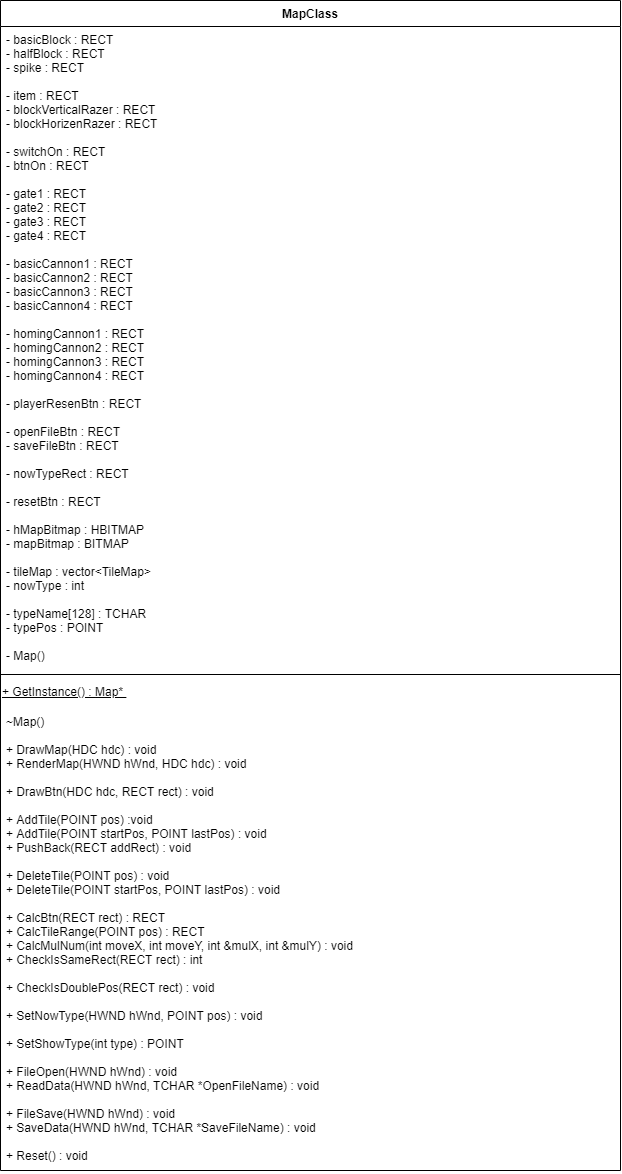 MapClass
- basicBlock : RECT
- halfBlock : RECT
- spike : RECT
- item : RECT
- blockVerticalRazer : RECT
- blockHorizenRazer : RECT
- switchOn : RECT
- btnOn : RECT
- gate1 : RECT
- gate2 : RECT
- gate3 : RECT
- gate4 : RECT
- basicCannon1 : RECT
- basicCannon2 : RECT
- basicCannon3 : RECT
- basicCannon4 : RECT
- homingCannon1 : RECT
- homingCannon2 : RECT
- homingCannon3 : RECT
- homingCannon4 : RECT
- playerResenBtn : RECT
- openFileBtn : RECT
- saveFileBtn : RECT
- nowTypeRect : RECT
- resetBtn : RECT
- hMapBitmap : HBITMAP
- mapBitmap : BITMAP
- tileMap : vector<TileMap>
- nowType : int
- typeName[128] : TCHAR
- typePos : POINT
- Map()
+ GetInstance() : Map*
~Map()
+ DrawMap(HDC hdc) : void
+ RenderMap(HWND hWnd, HDC hdc) : void
+ DrawBtn(HDC hdc, RECT rect) : void
+ AddTile(POINT pos) :void
+ AddTile(POINT startPos, POINT lastPos) : void
+ PushBack(RECT addRect) : void
+ DeleteTile(POINT pos) : void
+ DeleteTile(POINT startPos, POINT lastPos) : void
+ CalcBtn(RECT rect) : RECT
+ CalcTileRange(POINT pos) : RECT
+ CalcMulNum(int moveX, int moveY, int &mulX, int &mulY) : void
+ CheckIsSameRect(RECT rect) : int
+ CheckIsDoublePos(RECT rect) : void
+ SetNowType(HWND hWnd, POINT pos) : void
+ SetShowType(int type) : POINT
+ FileOpen(HWND hWnd) : void
+ ReadData(HWND hWnd, TCHAR *OpenFileName) : void
+ FileSave(HWND hWnd) : void
+ SaveData(HWND hWnd, TCHAR *SaveFileName) : void
+ Reset() : void